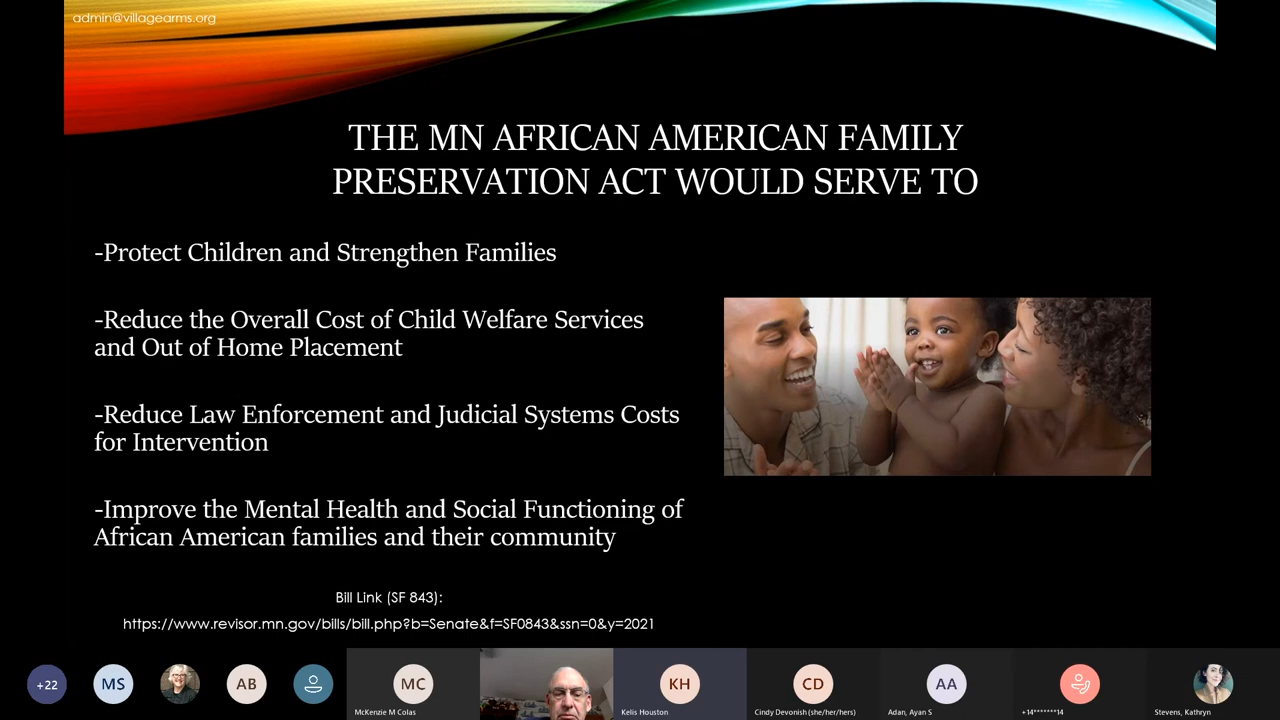 admin@villagearms.org
THE MN AFRICAN AMERICAN FAMILY
PRESERVATION ACT WOULD SERVE TO
-Protect Children and Strengthen Families
-Reduce the Overall Cost of Child Welfare Services
and Out of Home Placement
-Reduce Law Enforcement and Judicial Systems Costs
for Intervention
-Improve the Mental Health and Social Functioning of
African American families and their community
Bill Link (SF 843):
https://www.revisor.mn.gov/bills/bill.php?b=Senate&f=SF0843&ssn=0&y=2021
+22
MS
AB
MC
KH
CD
AA
McKenzie M Colas
Kelis Houston
Cindy Devonish (she/her/hers)
Adan, Ayan S
+14*******14
Stevens, Kathryn